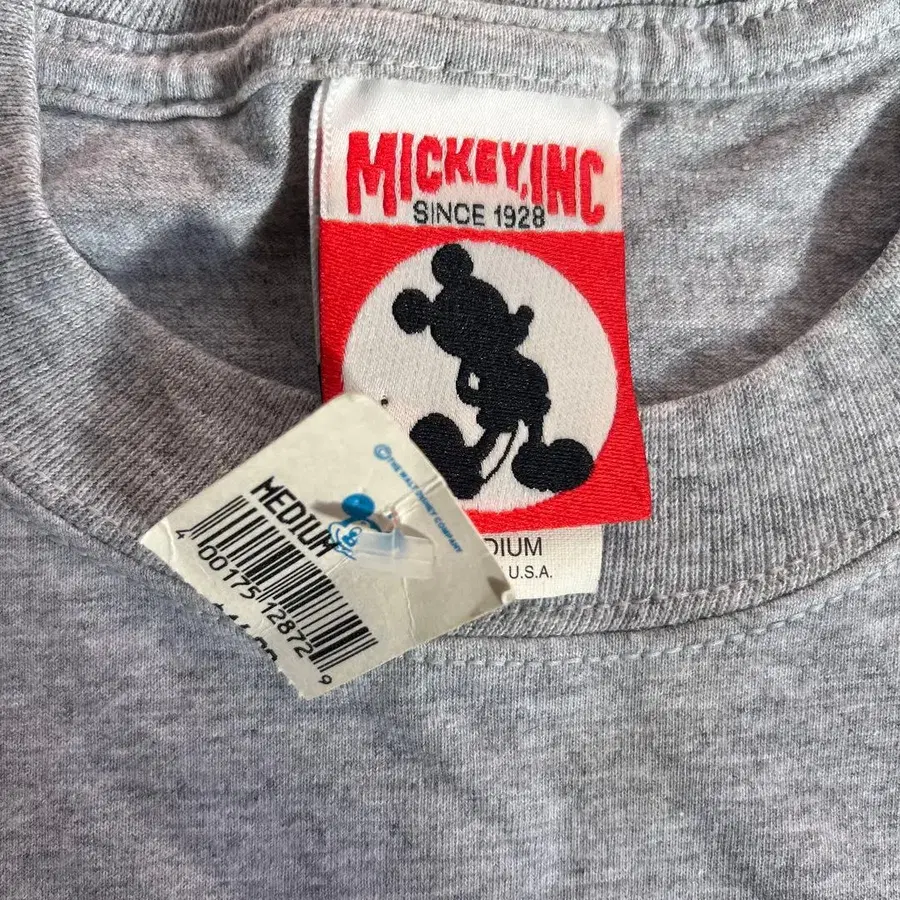 MICKEY, INC
SINCE 1928
© THE WALT DISNEY COMPANY
MEDIUM
4 00175 12872 9
DIUM
U.S.A.